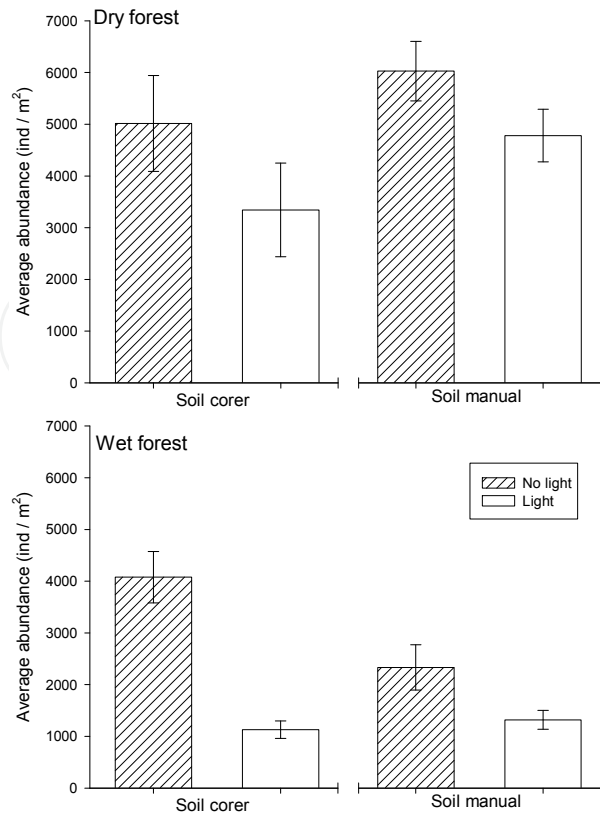 Dry forest
Average abundance (ind / m²)
7000
6000
5000
4000
3000
2000
1000
0
Soil corer
Soil manual
Wet forest
Average abundance (ind / m²)
7000
6000
5000
4000
3000
2000
1000
0
No light
Light
Soil corer
Soil manual